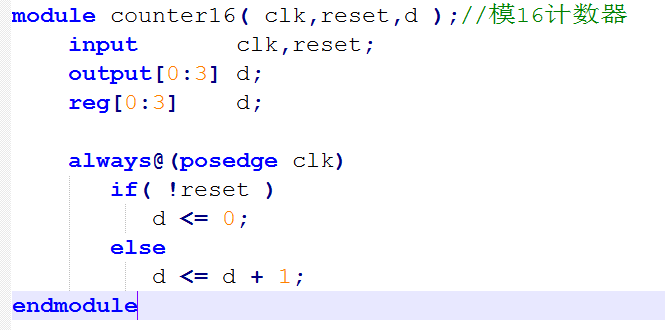 module counter16( clk,reset,d );//模16计数器
input clk,reset;
output[0:3] d;
reg[0:3] d;
always@(posedge clk)
if( !reset )
d <= 0;
else
d <= d + 1;
endmodule